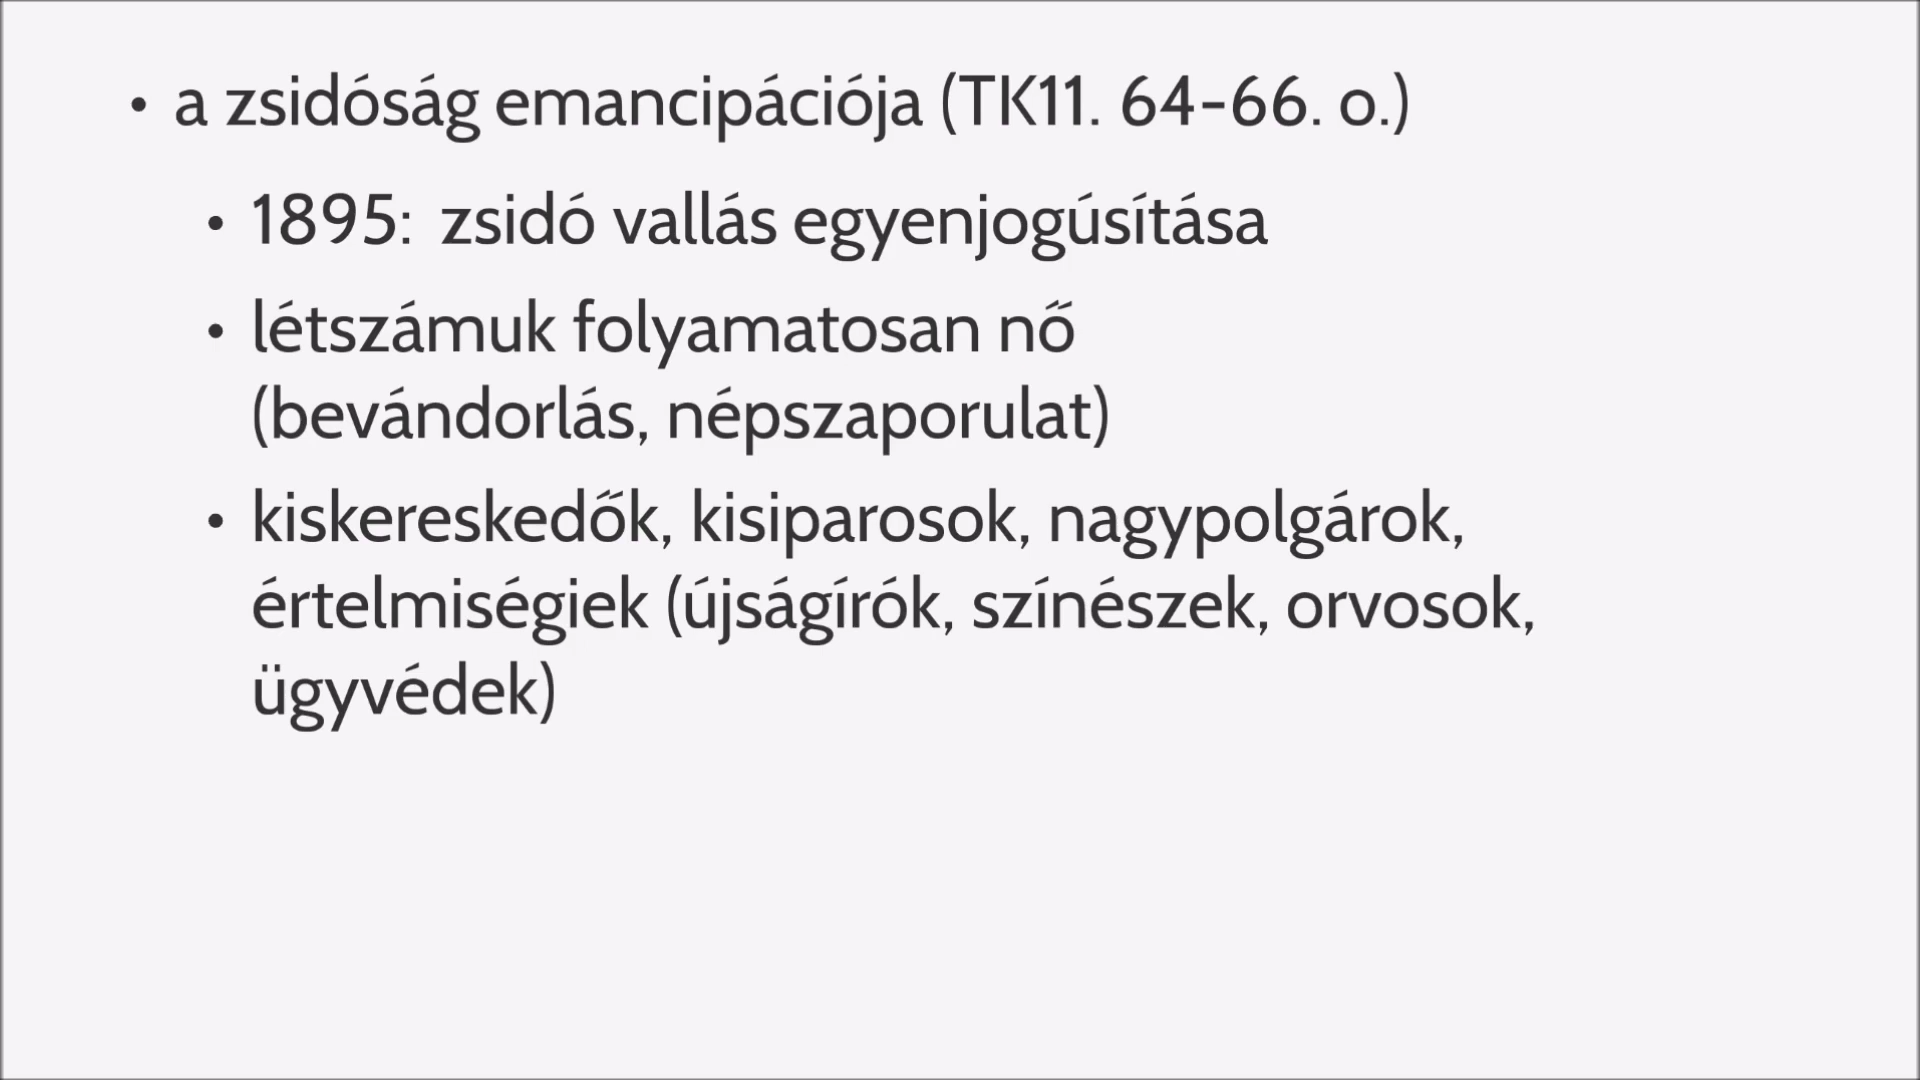 • a zsidóság emancipációja (TK11. 64-66. o.)
• 1895: zsidó vallás egyenjogúsítása
• létszámuk folyamatosan nő
(bevándorlás, népszaporulat)
• kiskereskedők, kisiparosok, nagypolgárok,
értelmiségiek (újságírók, színészek, orvosok,
ügyvédek)